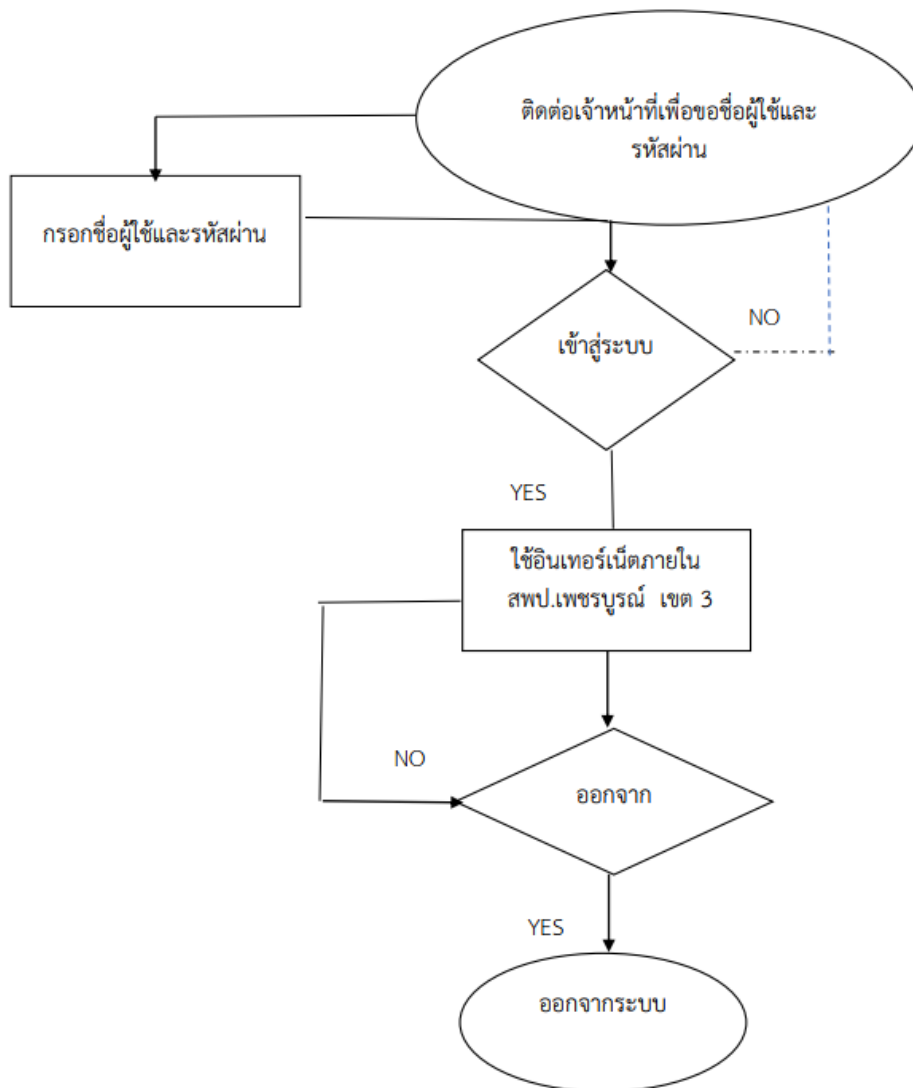 ติดต่อเจ้าหน้าที่เพื่อขอชื่อผู้ใช้และ
รหัสผ่าน
กรอกชื่อผู้ใช้และรหัสผ่าน
เข้าสู่ระบบ
NO
YES
ใช้อินเทอร์เน็ตภายใน
สพป.เพชรบูรณ์ เขต 3
NO
ออกจาก
YES
ออกจากระบบ